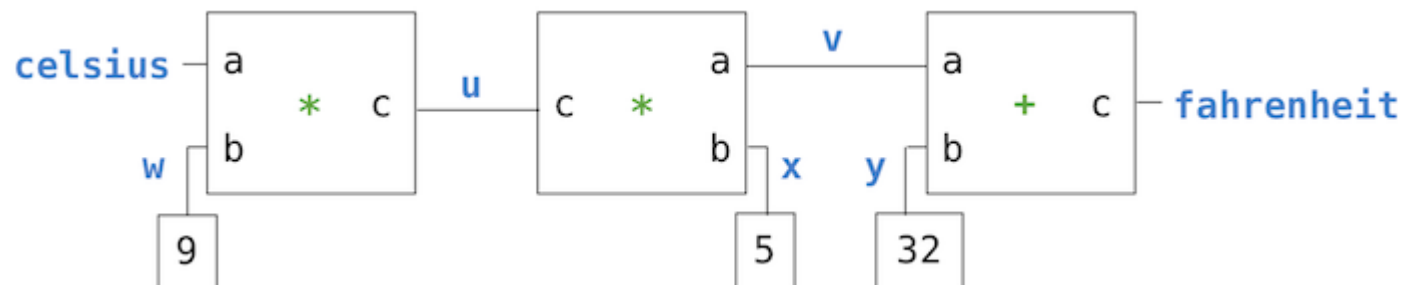 celsius a * c b w 9
u
c * a b x 5
v
a + c b y 32
fahrenheit